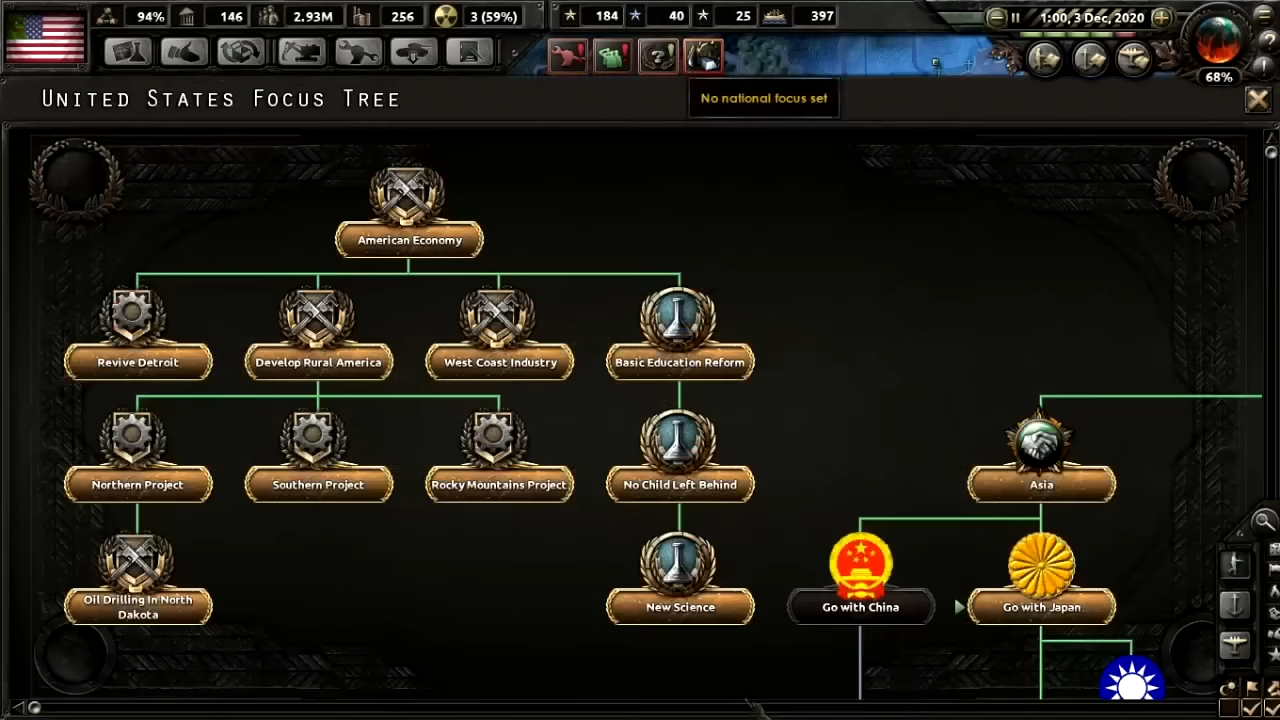 94%
146
2.93M
256
3 (59%)
184
40
25
397
1:00, 3 Dec, 2020
68%
United States Focus Tree
No national focus set
American Economy
Revive Detroit
Develop Rural America
West Coast Industry
Basic Education Reform
Northern Project
Southern Project
Rocky Mountains Project
No Child Left Behind
Asia
Oil Drilling In North
Dakota
New Science
Go with China
Go with Japan